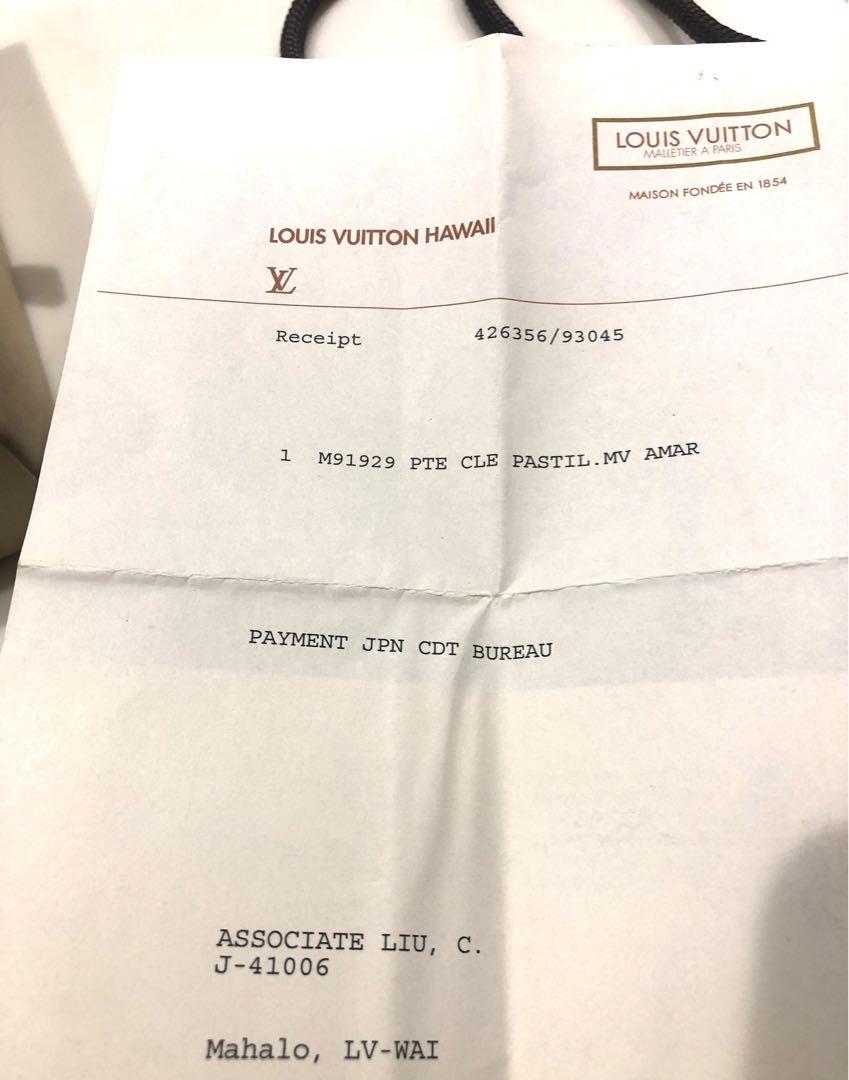 LOUIS VUITTON
MALLETIER A PARIS
MAISON FONDÉE EN 1854
LOUIS VUITTON HAWAII
LV
Receipt 426356/93045
1 M91929 PTE CLE PASTIL.MV AMAR
PAYMENT JPN CDT BUREAU
ASSOCIATE LIU, C.
J-41006
Mahalo, LV-WAI